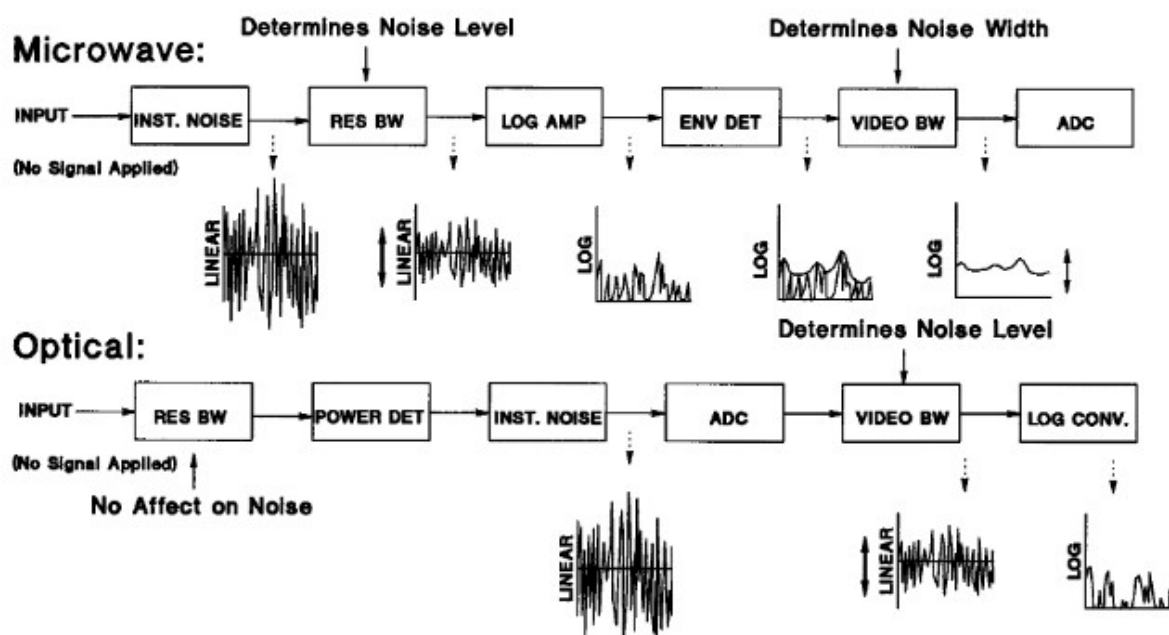 Determines Noise Level
Determines Noise Width
Microwave:
INPUT
INST. NOISE
RES BW
LOG AMP
ENV DET
VIDEO BW
ADC
(No Signal Applied)
LINEAR
LINEAR
LOG
LOG
LOG
Determines Noise Level
Optical:
INPUT
RES BW
POWER DET
INST. NOISE
ADC
VIDEO BW
LOG CONV.
(No Signal Applied)
No Affect on Noise
LINEAR
LINEAR
LOG